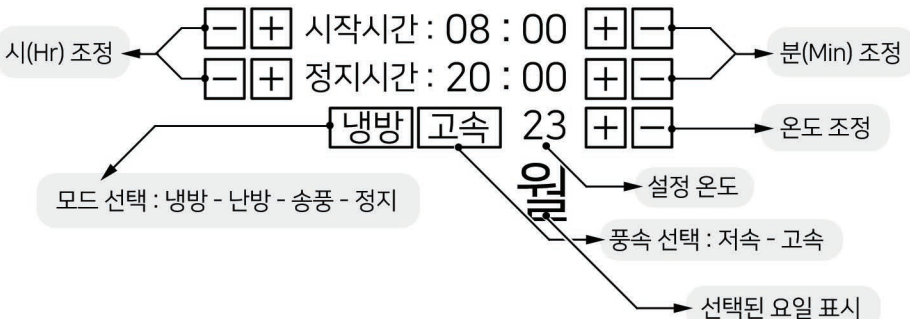 − + 시작시간 : 08 : 00 + −
시(Hr) 조정
분(Min) 조정
− + 정지시간 : 20 : 00 + −
냉방 고속 23 + −
온도 조정
월
설정 온도
모드 선택 : 냉방 - 난방 - 송풍 - 정지
풍속 선택 : 저속 - 고속
선택된 요일 표시